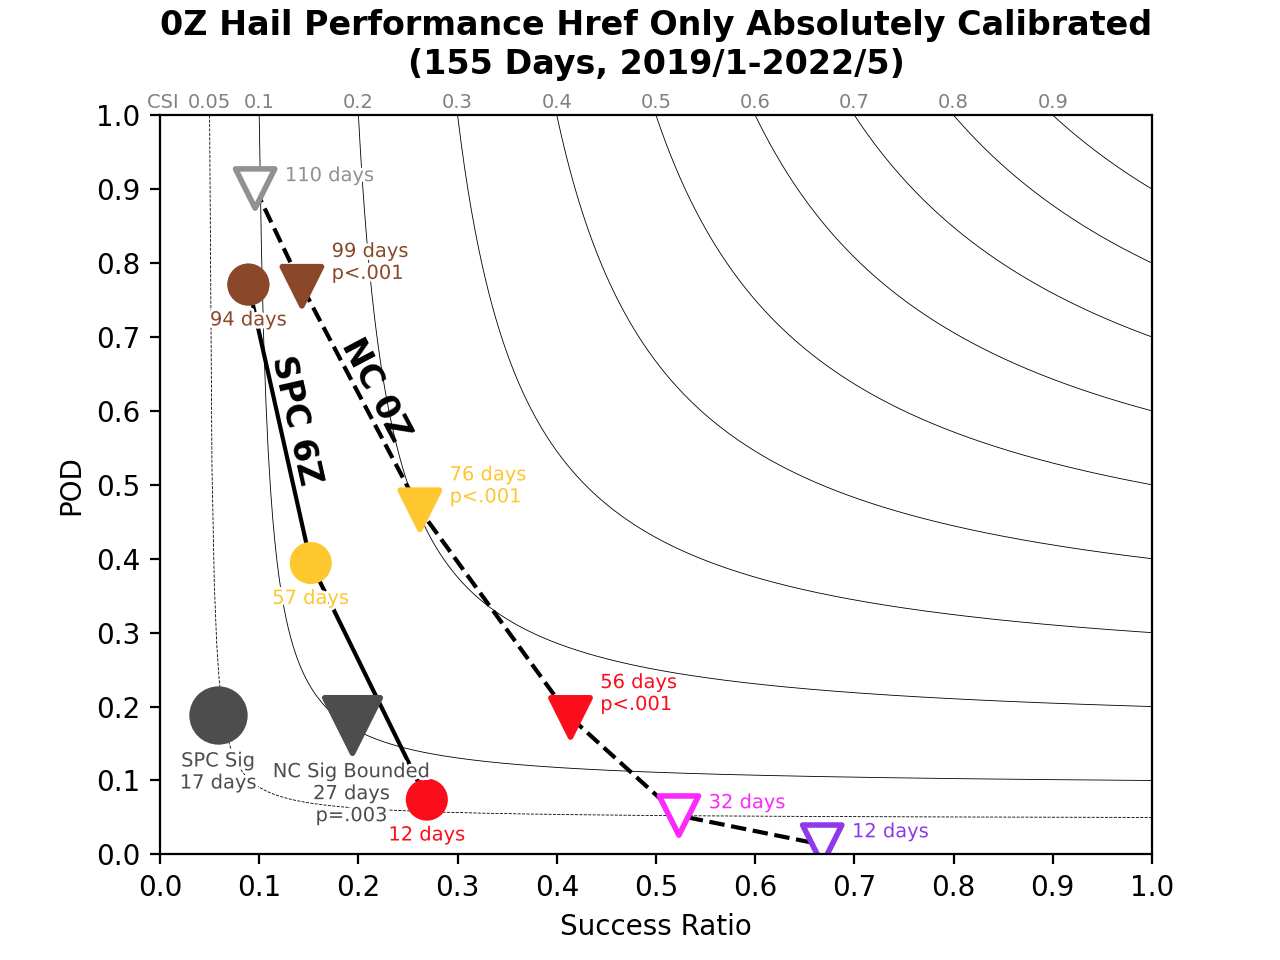 0Z Hail Performance Href Only Absolutely Calibrated
(155 Days, 2019/1-2022/5)
CSI 0.05 0.1 0.2 0.3 0.4 0.5 0.6 0.7 0.8 0.9
1.0
0.9
0.8
0.7
0.6
0.5
0.4
0.3
0.2
0.1
0.0
POD
110 days
99 days
p<.001
94 days
SPC 6Z
NC 0Z
76 days
p<.001
57 days
56 days
p<.001
SPC Sig
17 days
NC Sig Bounded
27 days
p=.003
12 days
32 days
12 days
0.0 0.1 0.2 0.3 0.4 0.5 0.6 0.7 0.8 0.9 1.0
Success Ratio